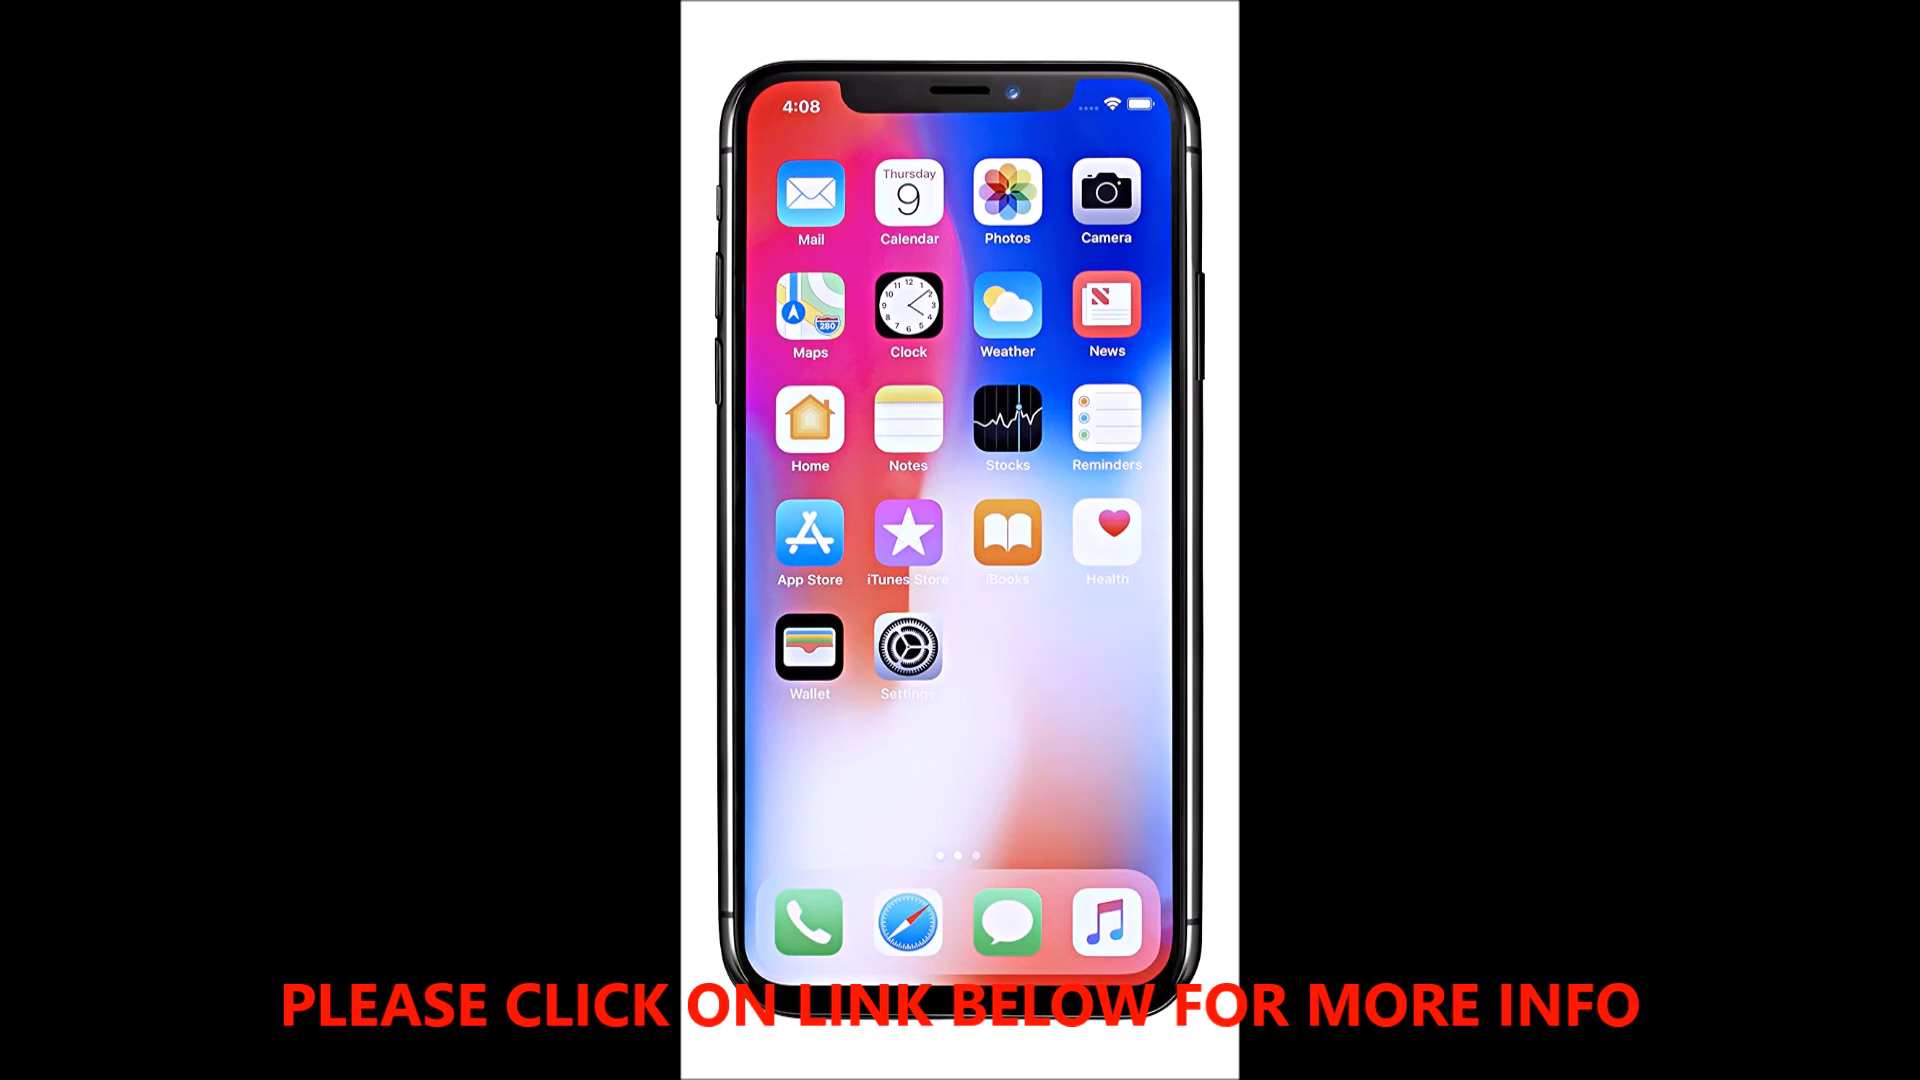 4:08
Thursday
9
Mail Calendar Photos Camera
280
Maps Clock Weather News
Home Notes Stocks Reminders
App Store iTunes Store iBooks Health
Wallet Settings
PLEASE CLICK ON LINK BELOW FOR MORE INFO